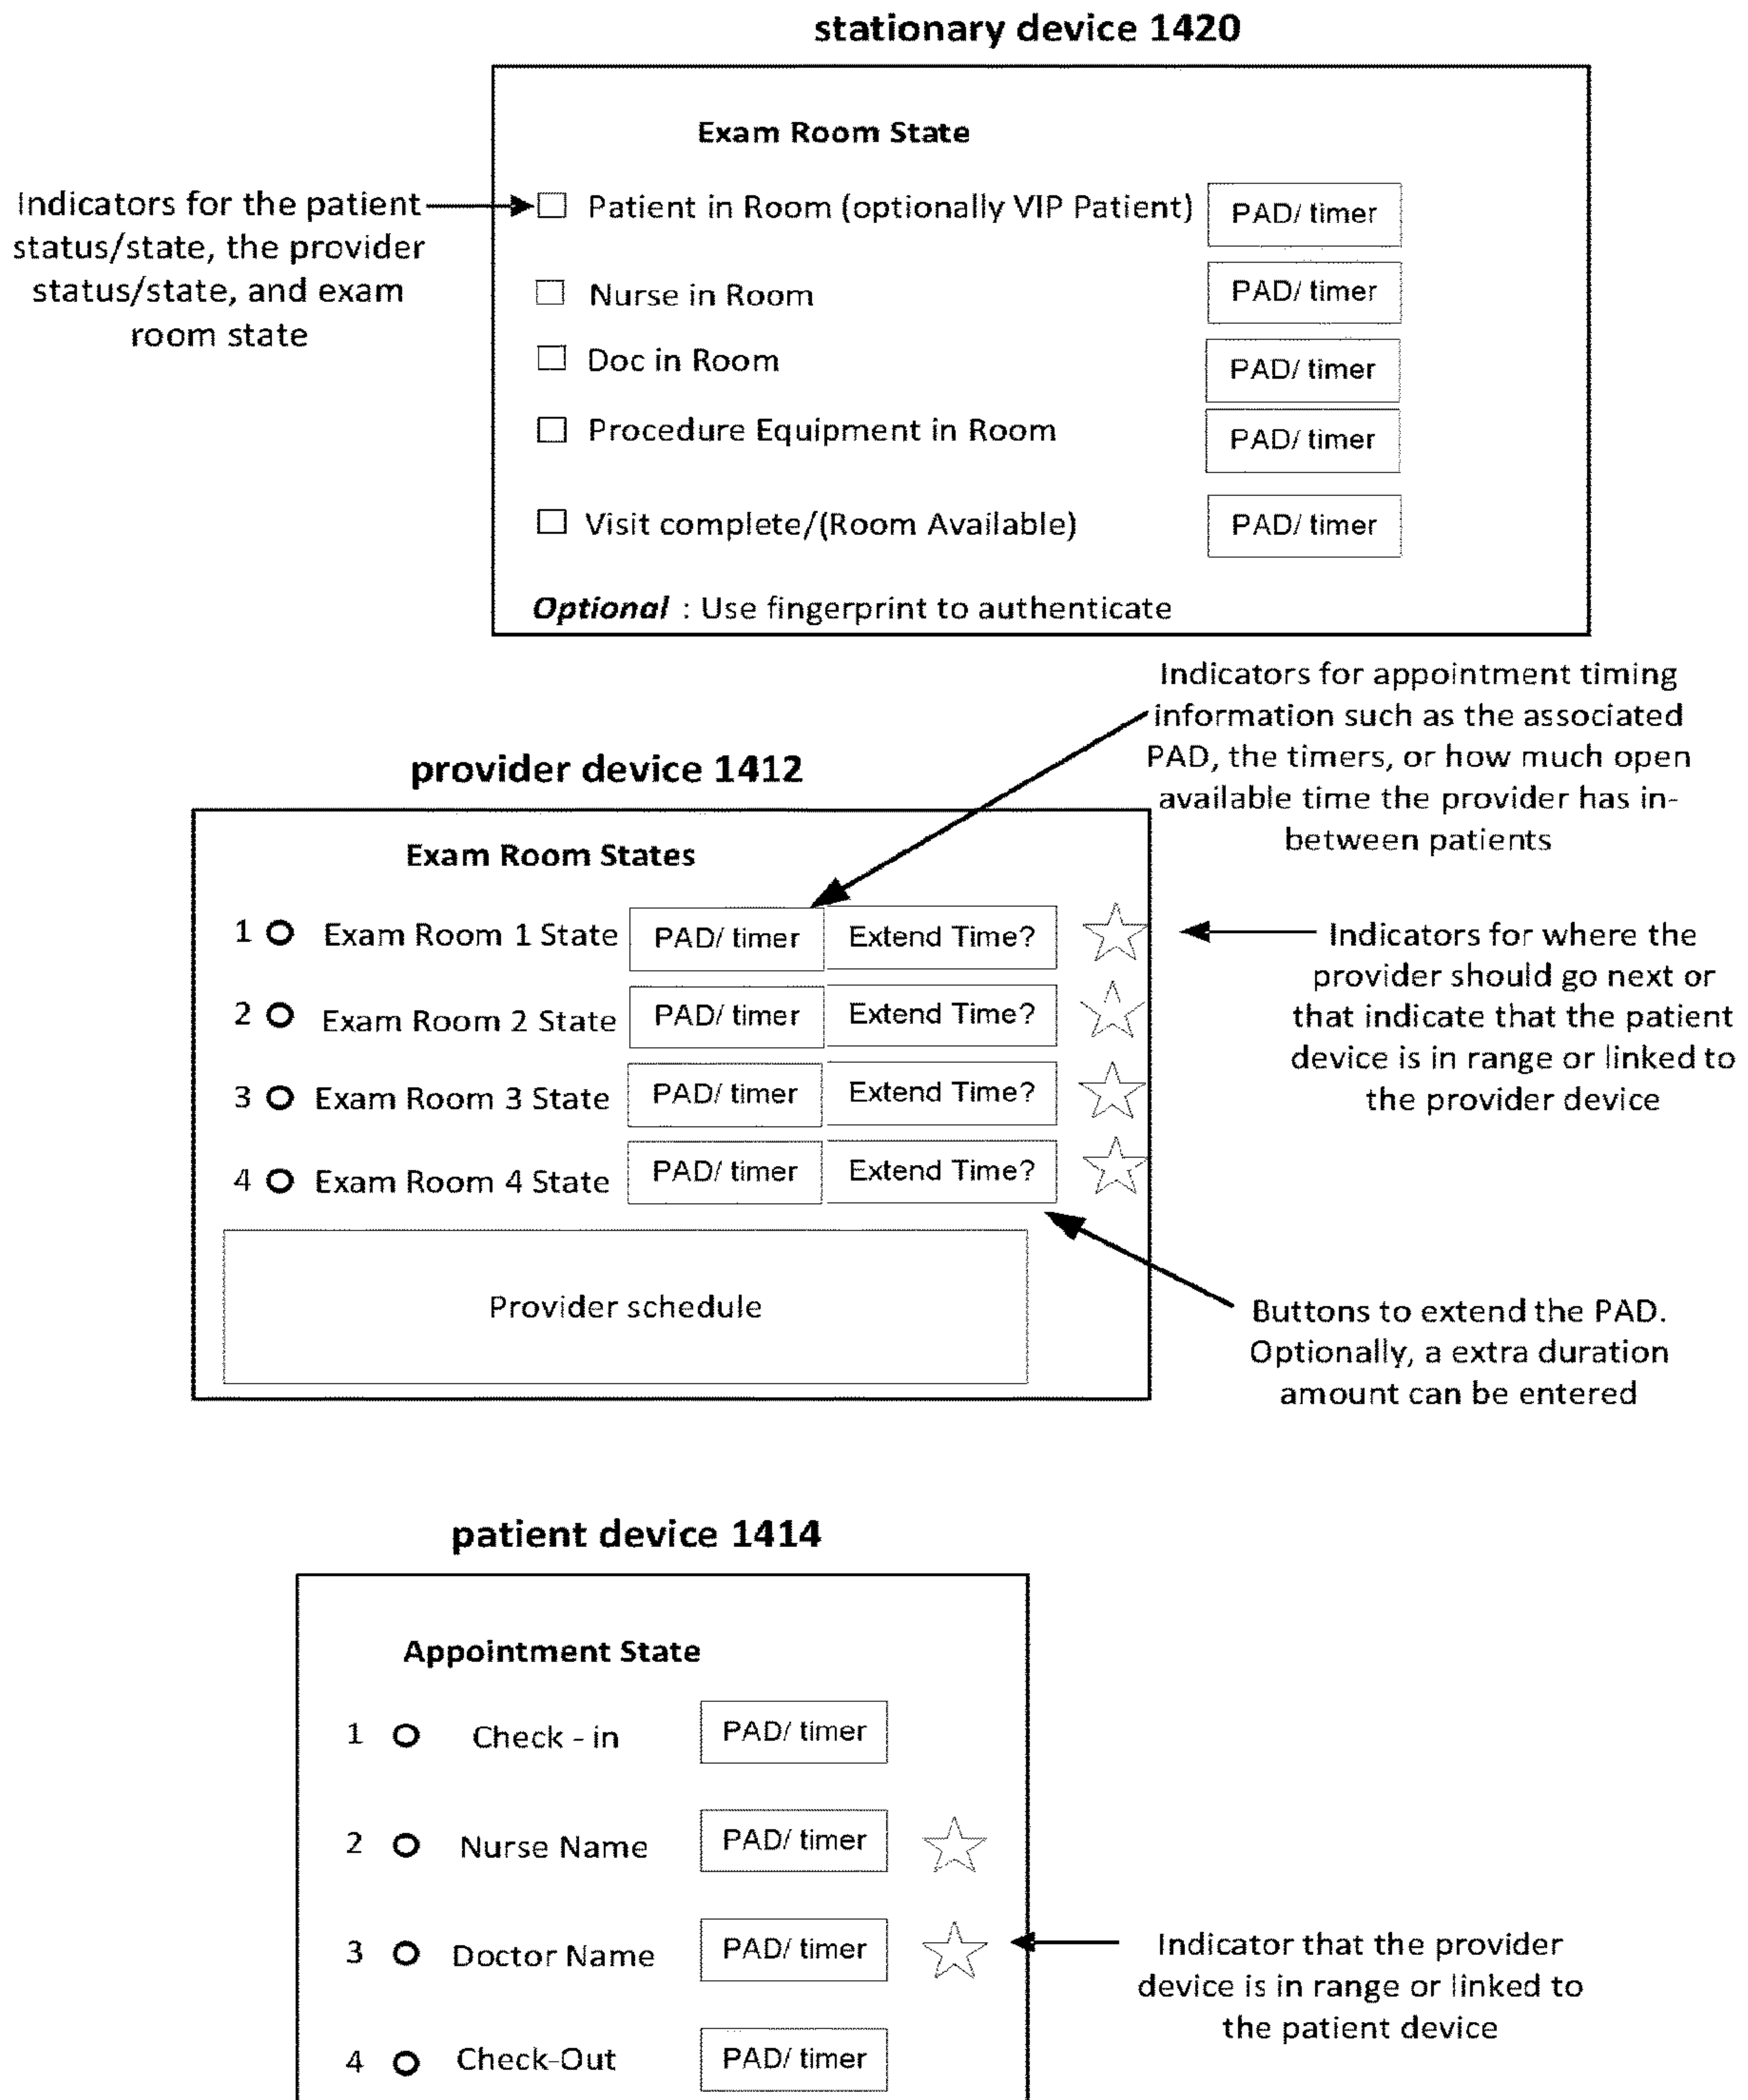 stationary device 1420
Exam Room State
Indicators for the patient
status/state, the provider
status/state, and exam
room state
Patient in Room (optionally VIP Patient) PAD/ timer
Nurse in Room PAD/ timer
Doc in Room PAD/ timer
Procedure Equipment in Room PAD/ timer
Visit complete/(Room Available) PAD/ timer
Optional : Use fingerprint to authenticate
Indicators for appointment timing
information such as the associated
PAD, the timers, or how much open
available time the provider has in-
between patients
provider device 1412
Exam Room States
1 Exam Room 1 State PAD/ timer Extend Time?
2 Exam Room 2 State PAD/ timer Extend Time?
3 Exam Room 3 State PAD/ timer Extend Time?
4 Exam Room 4 State PAD/ timer Extend Time?
Indicators for where the
provider should go next or
that indicate that the patient
device is in range or linked to
the provider device
Provider schedule
Buttons to extend the PAD.
Optionally, a extra duration
amount can be entered
patient device 1414
Appointment State
1 Check - in PAD/ timer
2 Nurse Name PAD/ timer
3 Doctor Name PAD/ timer
4 Check-Out PAD/ timer
Indicator that the provider
device is in range or linked to
the patient device